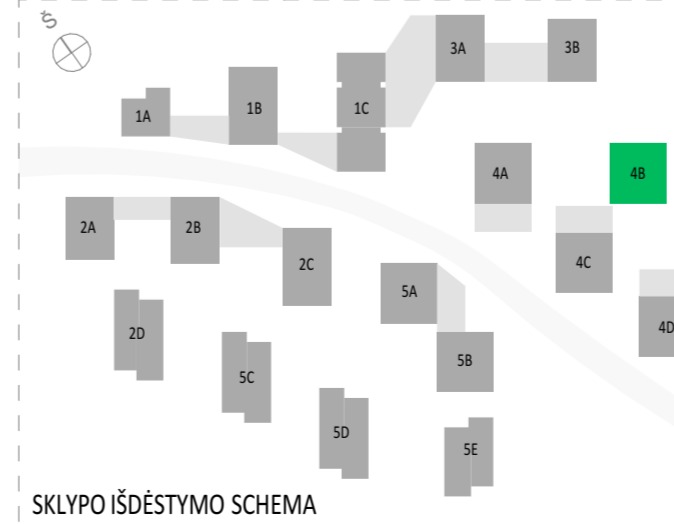 Š
3A
3B
1A
1B
1C
4A
4B
2A
2B
2C
4C
5A
4D
2D
5B
5C
5D
5E
SKLYPO IŠDĖSTYMO SCHEMA